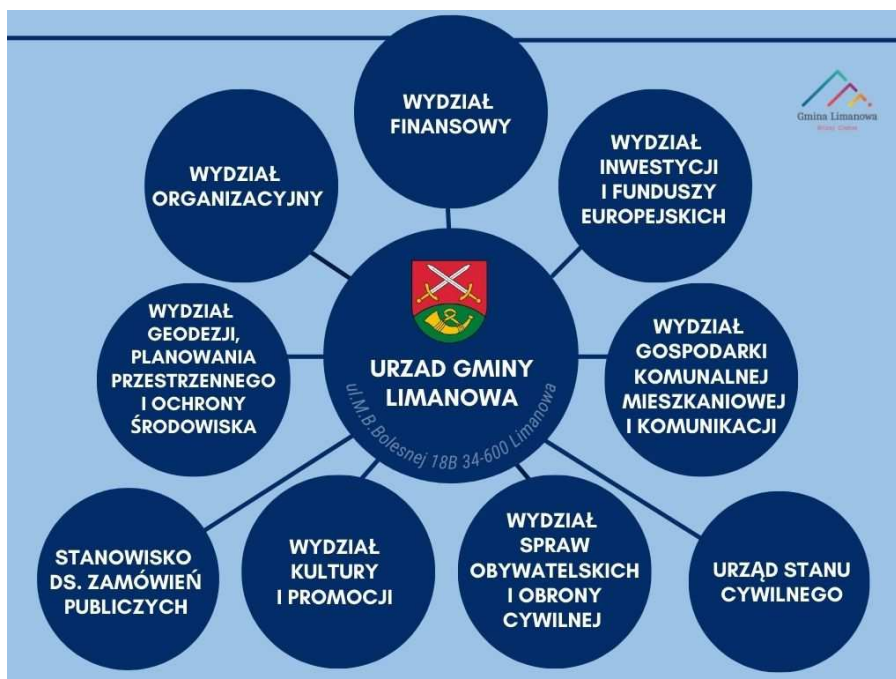 WYDZIAŁ
FINANSOWY
Gmina Limanowa
WYDZIAŁ
INWESTYCJI
I FUNDUSZY
EUROPEJSKICH
WYDZIAŁ
ORGANIZACYJNY
WYDZIAŁ
GEODEZJI,
PLANOWANIA
PRZESTRZENNEGO
I OCHRONY
ŚRODOWISKA
URZAD GMINY
LIMANOWA
ul.M.B.Bolesnej 18B 34-600 Limanowa
WYDZIAŁ
GOSPODARKI
KOMUNALNEJ
MIESZKANIOWEJ
I KOMUNIKACJI
STANOWISKO
DS. ZAMÓWIEŃ
PUBLICZYCH
WYDZIAŁ
KULTURY
I PROMOCJI
WYDZIAŁ
SPRAW
OBYWATELSKICH
I OBRONY
CYWILNEJ
URZĄD STANU
CYWILNEGO